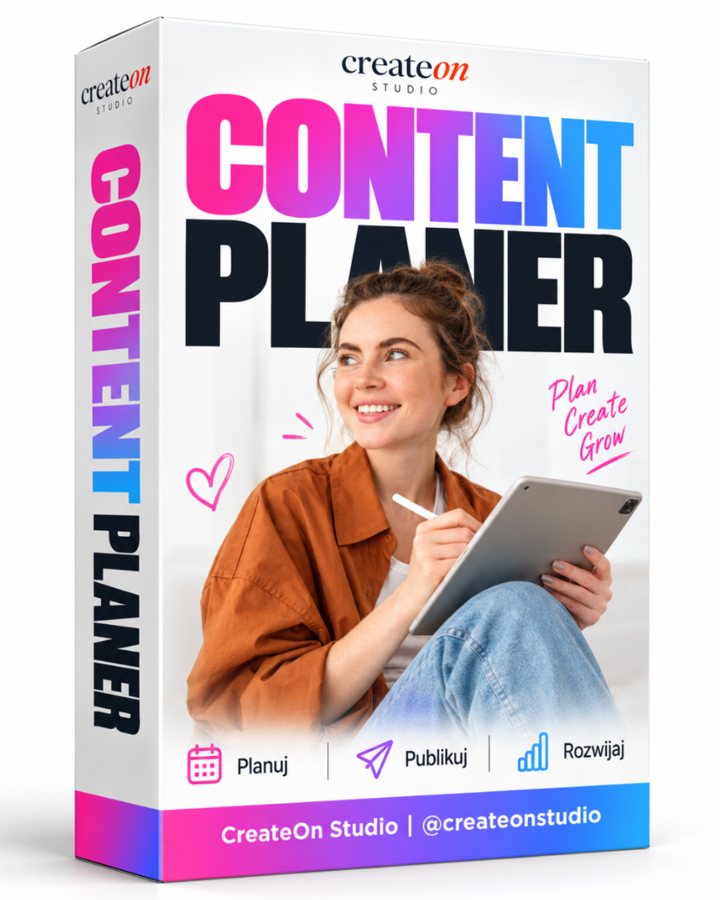 createon
STUDIO
CONTENT PLANER
createon
STUDIO
CONTENT
PLANER
Plan
Create
Grow
Planuj
Publikuj
Rozwijaj
CreateOn Studio | @createonstudio